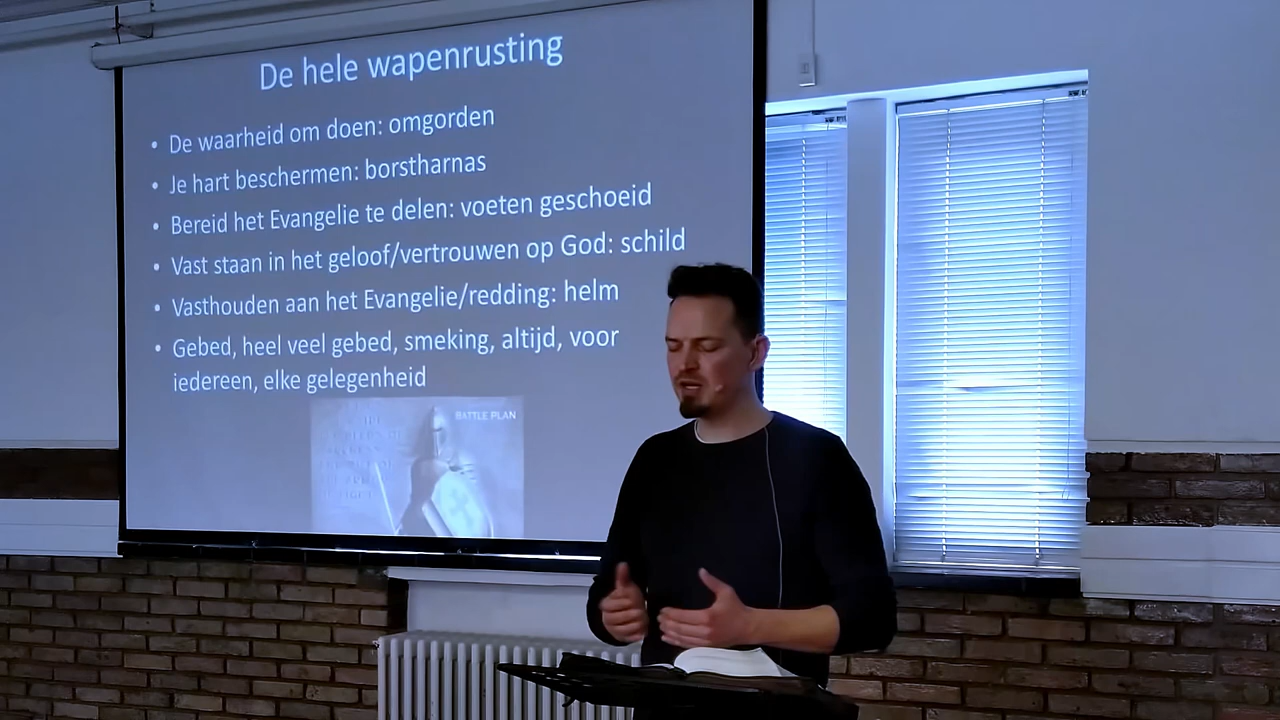 De hele wapenrusting
• De waarheid om doen: omgorden
• Je hart beschermen: borstharnas
• Bereid het Evangelie te delen: voeten geschoeid
• Vast staan in het geloof/vertrouwen op God: schild
• Vasthouden aan het Evangelie/redding: helm
• Gebed, heel veel gebed, smeking, altijd, voor
iedereen, elke gelegenheid
BATTLE PLAN